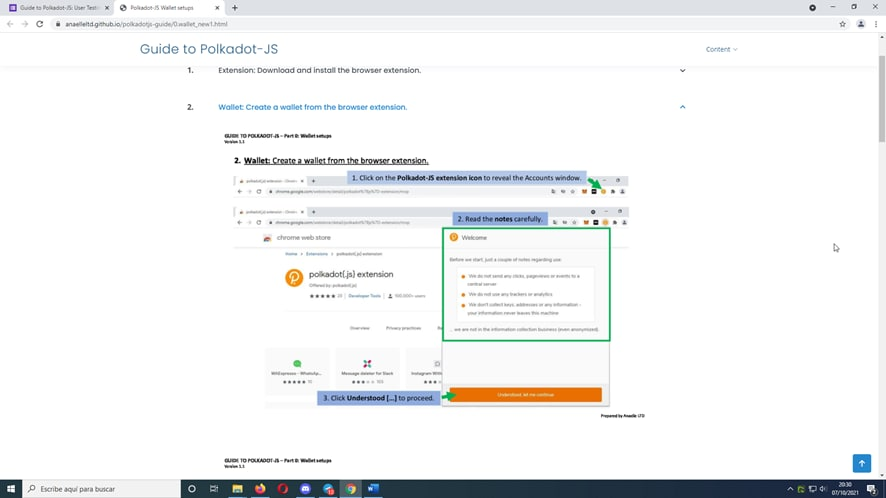 Guide to Polkadot-JS: User Testi
Polkadot-JS Wallet setups
anaelleltd.github.io/polkadotjs-guide/0.wallet_new1.html
Guide to Polkadot-JS
Content
1. Extension: Download and install the browser extension.
2. Wallet: Create a wallet from the browser extension.
GUIDE TO POLKADOT-JS – Part 0: Wallet setups
Version 1.1
2. Wallet: Create a wallet from the browser extension.
1. Click on the Polkadot-JS extension icon to reveal the Accounts window.
2. Read the notes carefully.
chrome web store
Welcome
Home > Extensions > polkadot{.js} extension
Before we start, just a couple of notes regarding use:
polkadot{.js} extension
We do not send any clicks, pageviews or events to a
central server
Offered by: polkadot{.js}
We do not use any trackers or analytics
23 Developer Tools 100,000+ users
We don't collect keys, addresses or any information -
your information never leaves this machine
Overview Privacy practices
... we are not in the information collection business (even anonymized).
WAExpresso - WhatsApp... Message deleter for Slack Instagram With
Understood, let me continue
3. Click Understood [...] to proceed.
Prepared by Anaelle LTD
GUIDE TO POLKADOT-JS – Part 0: Wallet setups
Version 1.1
Escribe aquí para buscar
20:30
07/10/2021